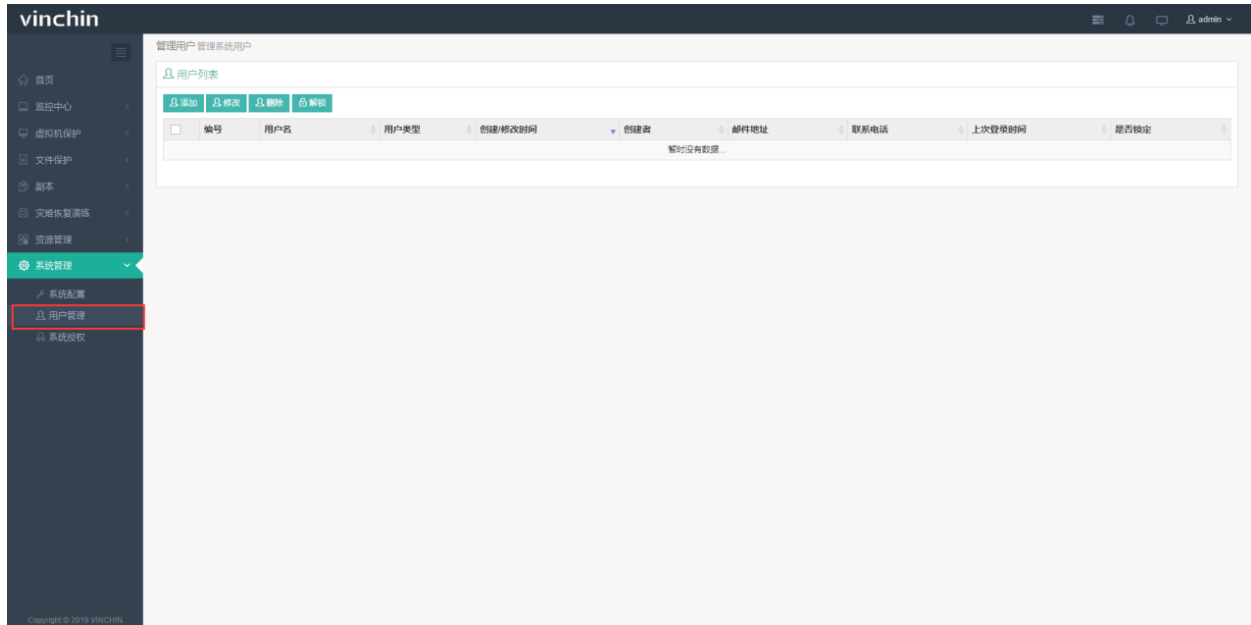 vinchin
admin
管理用户 管理系统用户
首页
监控中心
虚拟机保护
文件保护
副本
灾难恢复演练
资源管理
系统管理
系统配置
用户管理
系统授权
用户列表
添加 修改 删除 解锁
编号 用户名 用户类型 创建/修改时间 创建者 邮件地址 联系电话 上次登录时间 是否锁定
暂时没有数据...
Copyright © 2019 VINCHIN